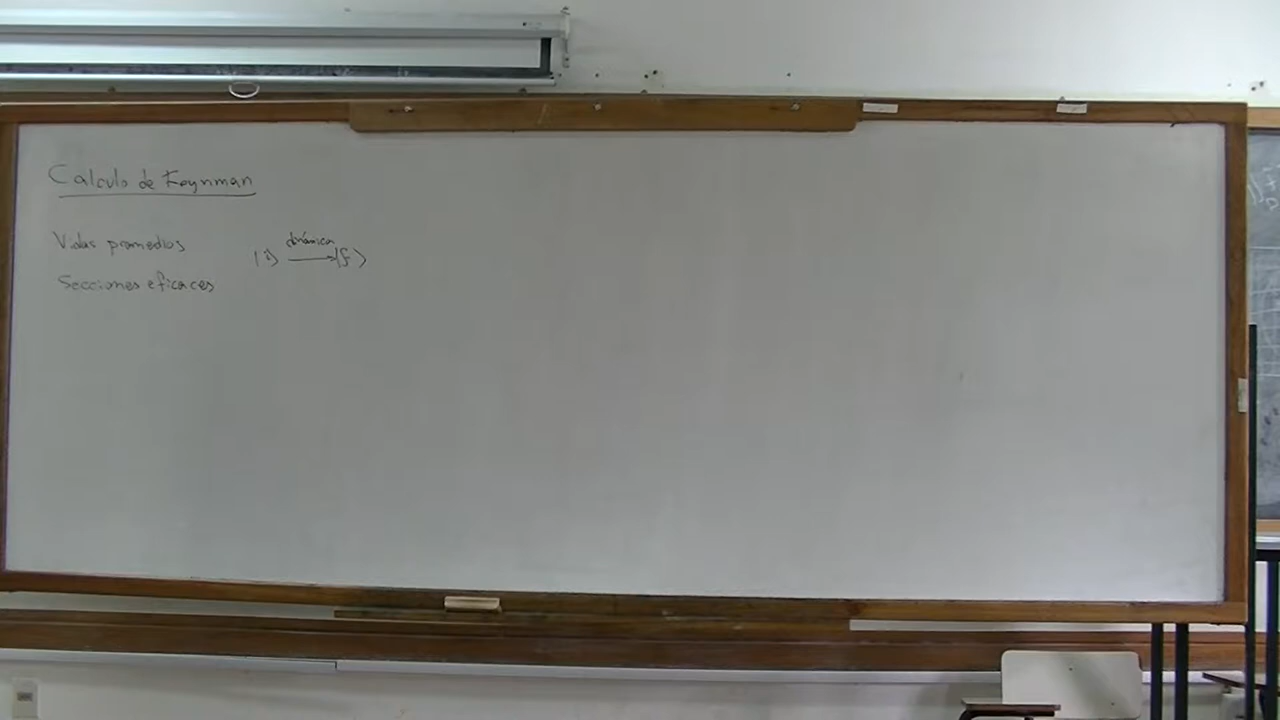 Calculo de Feynman
Vidas promedios
dinámica
|i⟩ ⟶ |f⟩
Secciones eficaces